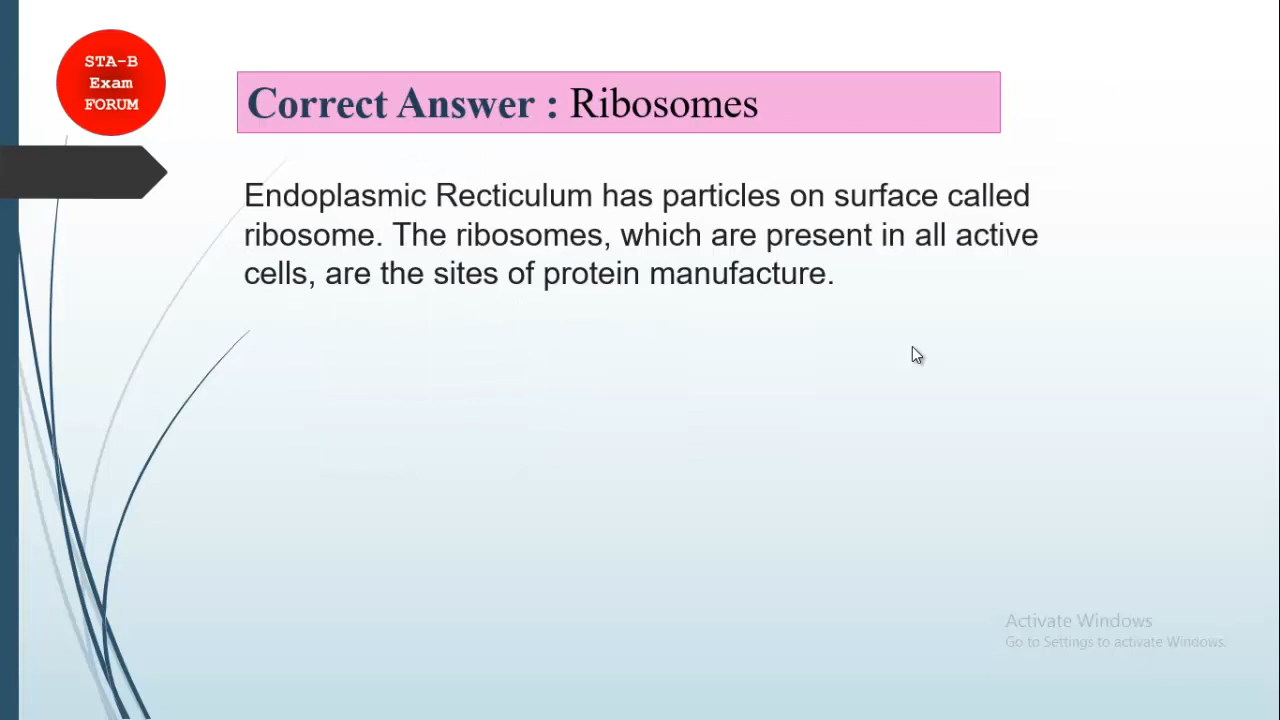 STA-B
Exam
FORUM
Correct Answer : Ribosomes
Endoplasmic Recticulum has particles on surface called
ribosome. The ribosomes, which are present in all active
cells, are the sites of protein manufacture.
Activate Windows
Go to Settings to activate Windows.